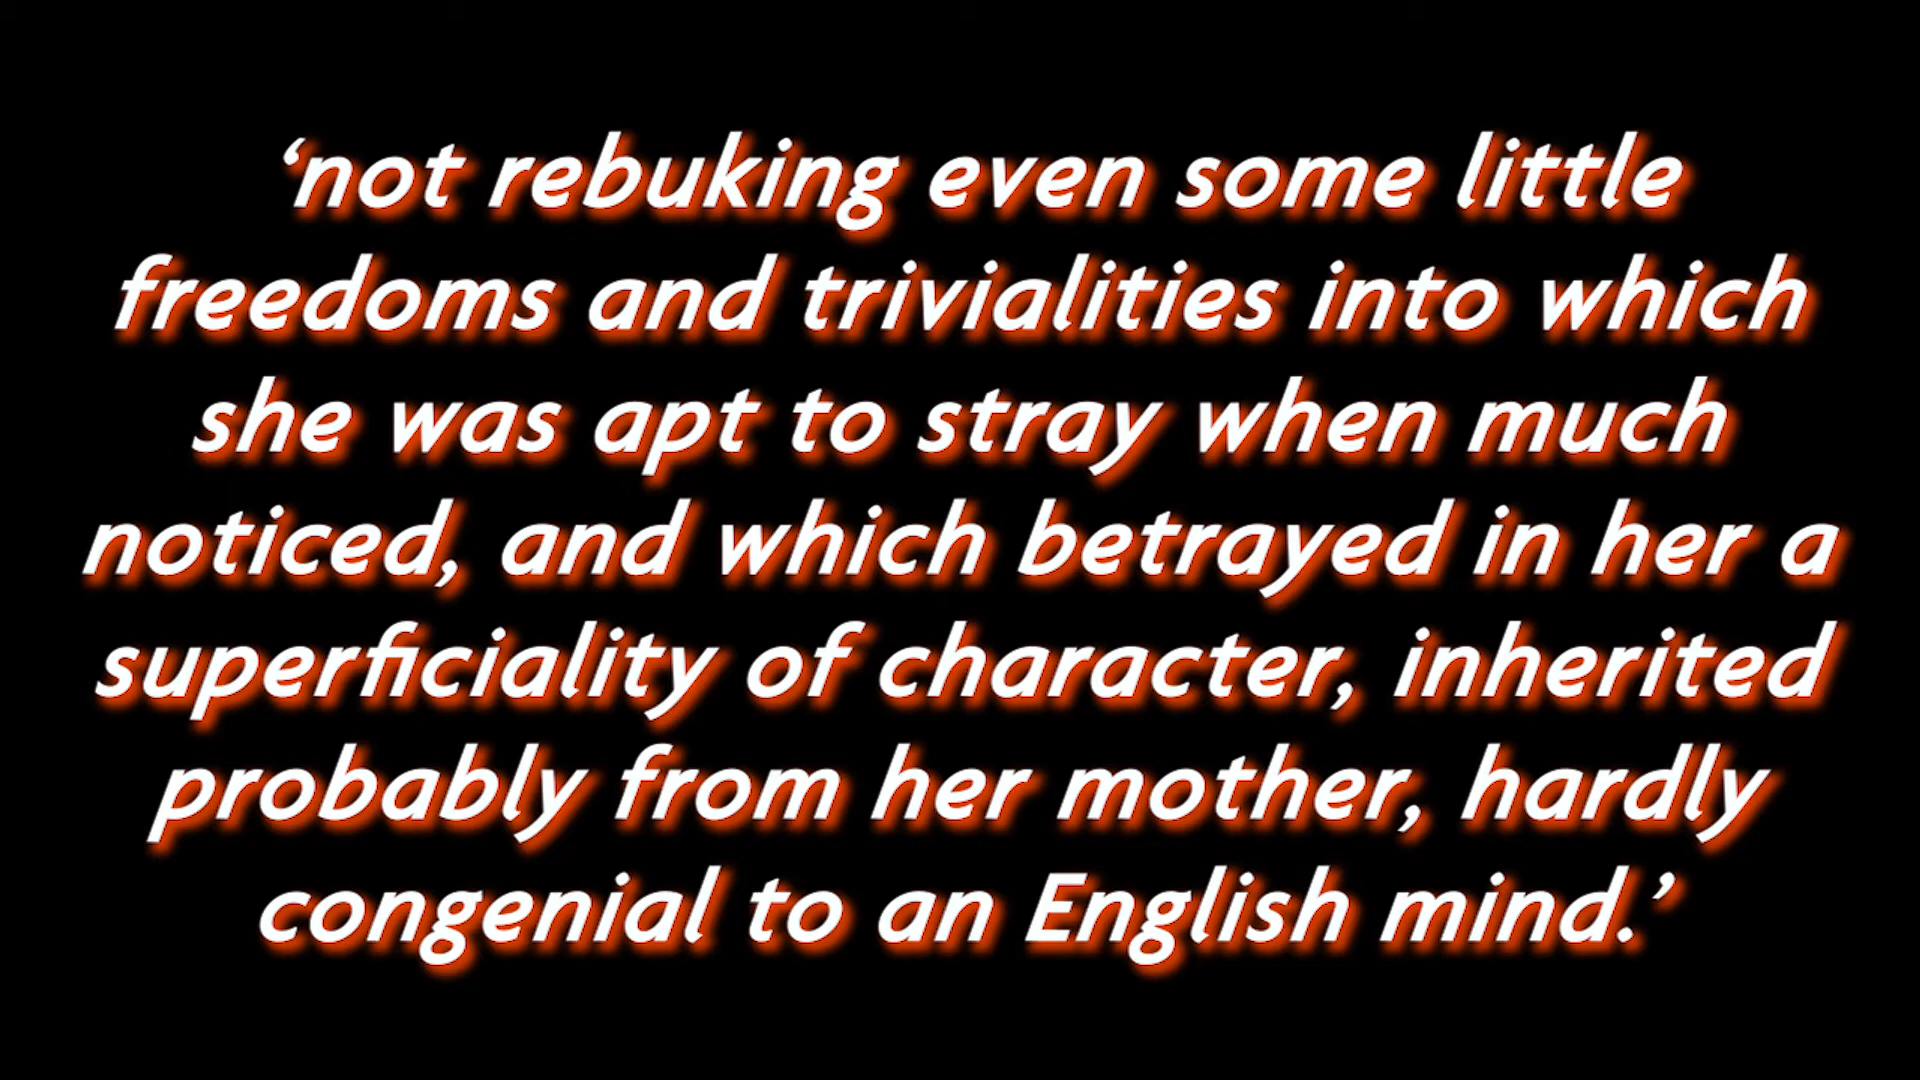 ‘not rebuking even some little
freedoms and trivialities into which
she was apt to stray when much
noticed, and which betrayed in her a
superficiality of character, inherited
probably from her mother, hardly
congenial to an English mind.’